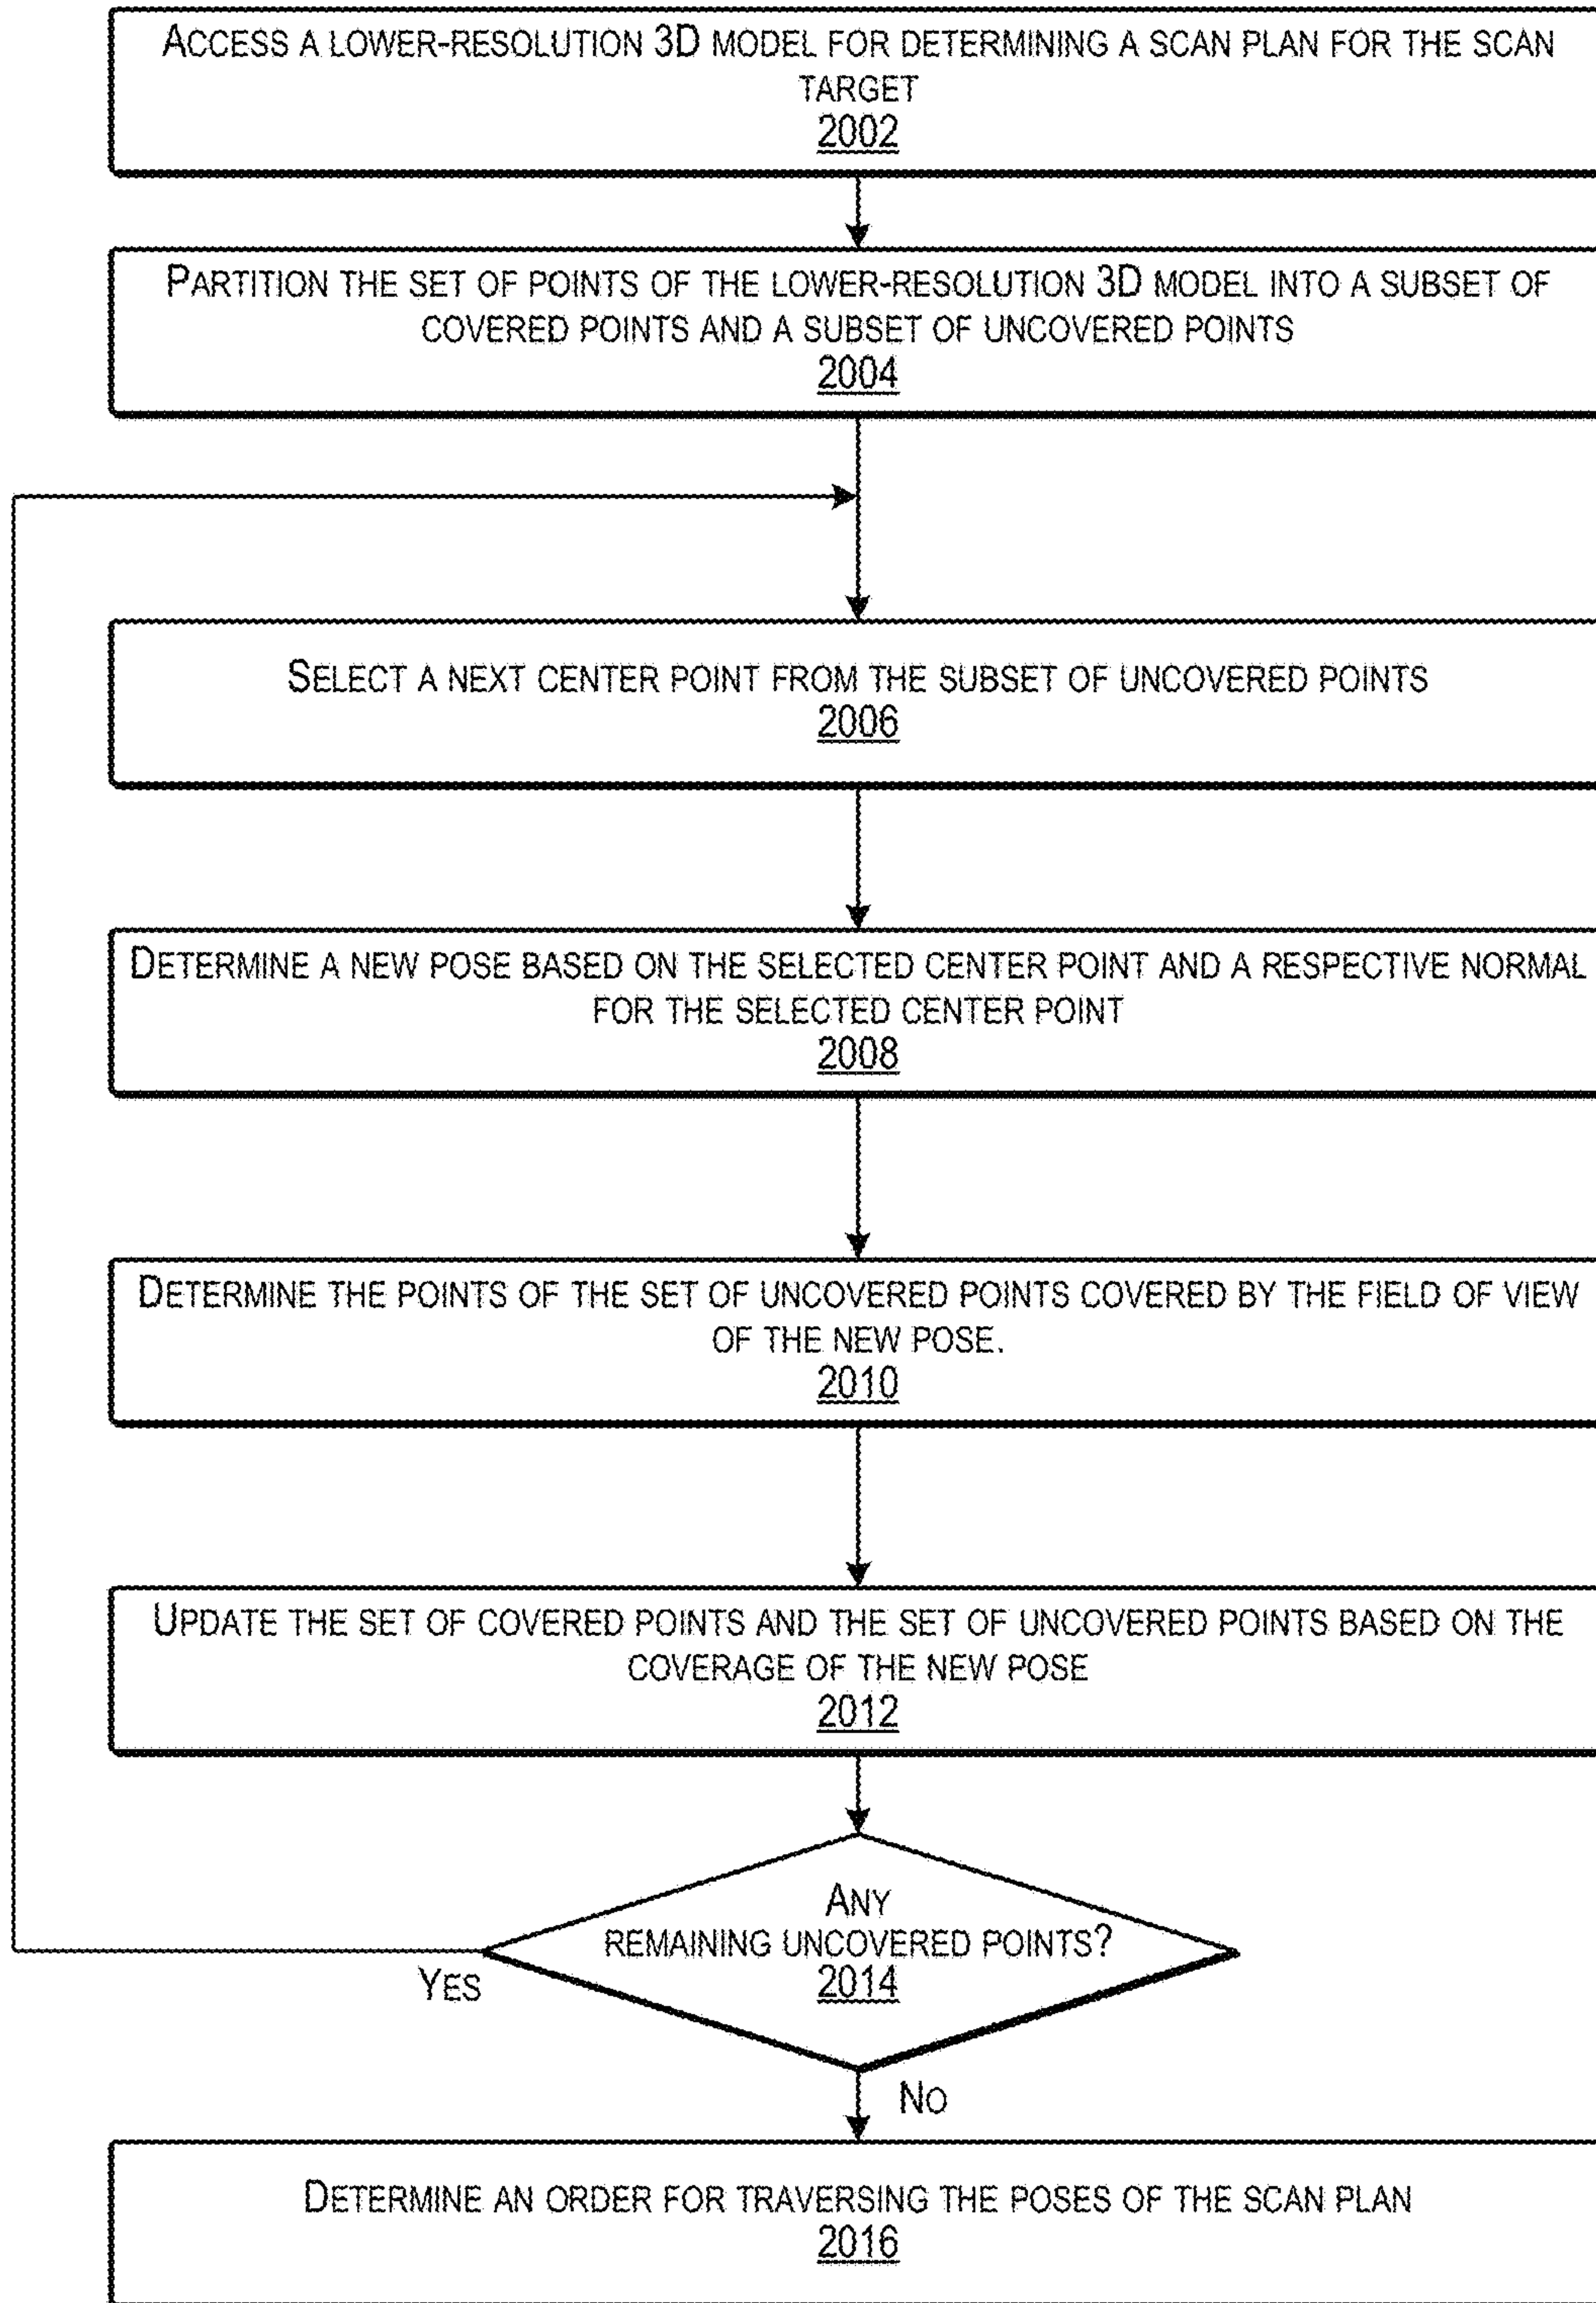 ACCESS A LOWER-RESOLUTION 3D MODEL FOR DETERMINING A SCAN PLAN FOR THE SCAN
TARGET
2002
PARTITION THE SET OF POINTS OF THE LOWER-RESOLUTION 3D MODEL INTO A SUBSET OF
COVERED POINTS AND A SUBSET OF UNCOVERED POINTS
2004
SELECT A NEXT CENTER POINT FROM THE SUBSET OF UNCOVERED POINTS
2006
DETERMINE A NEW POSE BASED ON THE SELECTED CENTER POINT AND A RESPECTIVE NORMAL
FOR THE SELECTED CENTER POINT
2008
DETERMINE THE POINTS OF THE SET OF UNCOVERED POINTS COVERED BY THE FIELD OF VIEW
OF THE NEW POSE.
2010
UPDATE THE SET OF COVERED POINTS AND THE SET OF UNCOVERED POINTS BASED ON THE
COVERAGE OF THE NEW POSE
2012
ANY
REMAINING UNCOVERED POINTS?
2014
YES
NO
DETERMINE AN ORDER FOR TRAVERSING THE POSES OF THE SCAN PLAN
2016